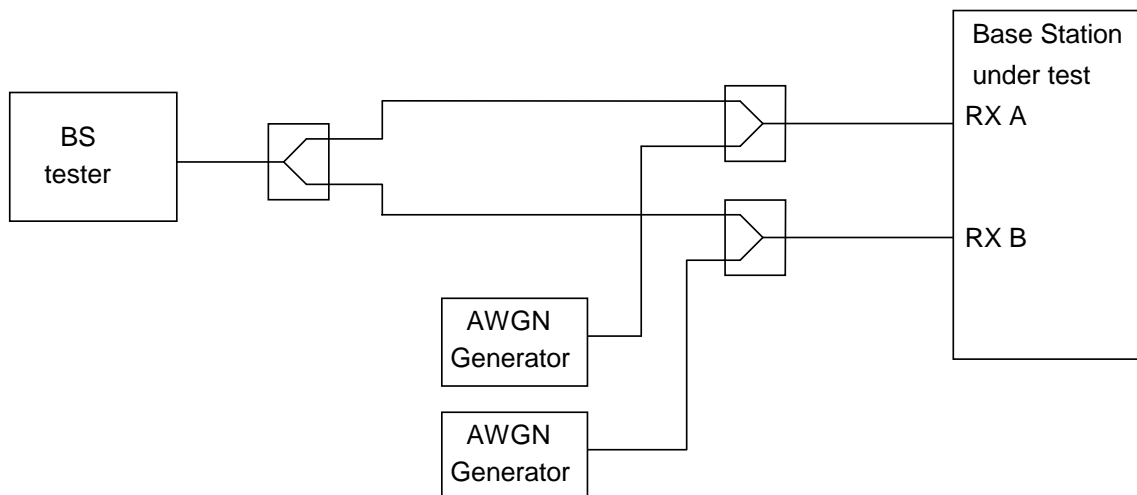 BS
tester
Base Station
under test
RX A
RX B
AWGN
Generator
AWGN
Generator